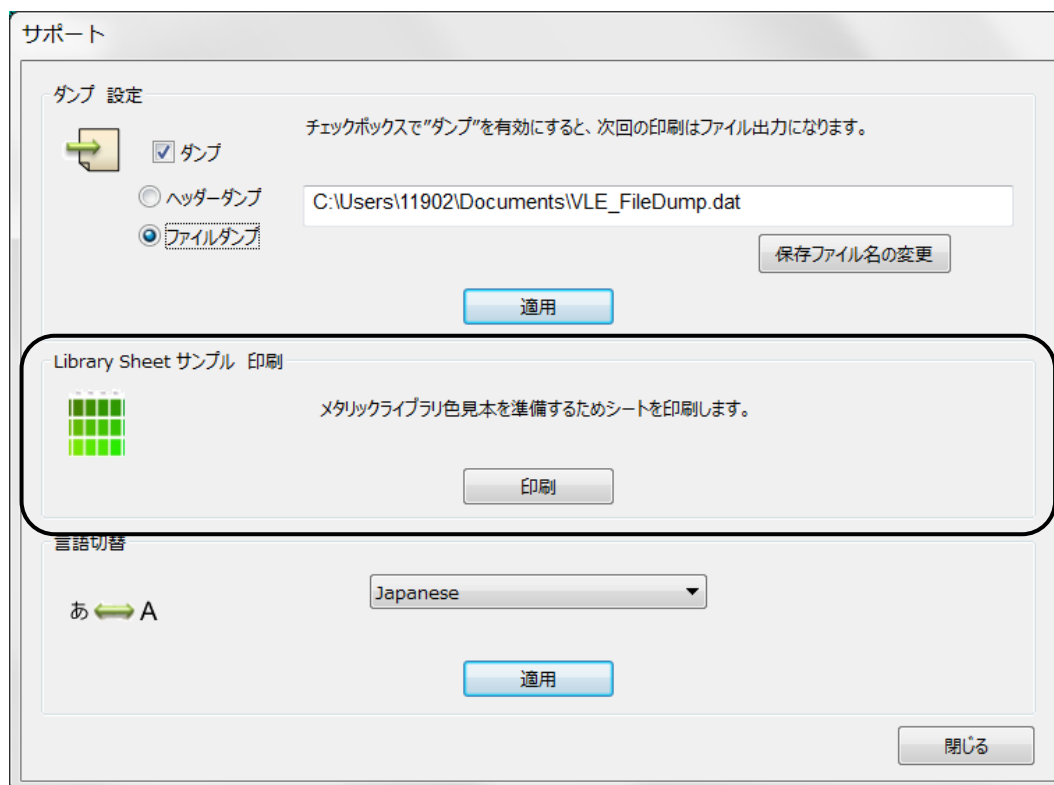 サポート
ダンプ 設定
チェックボックスで"ダンプ"を有効にすると、次回の印刷はファイル出力になります。
ダンプ
ヘッダーダンプ
C:\Users\11902\Documents\VLE_FileDump.dat
ファイルダンプ
保存ファイル名の変更
適用
Library Sheet サンプル 印刷
メタリックライブラリ色見本を準備するためシートを印刷します。
印刷
言語切替
Japanese
あ A
適用
閉じる